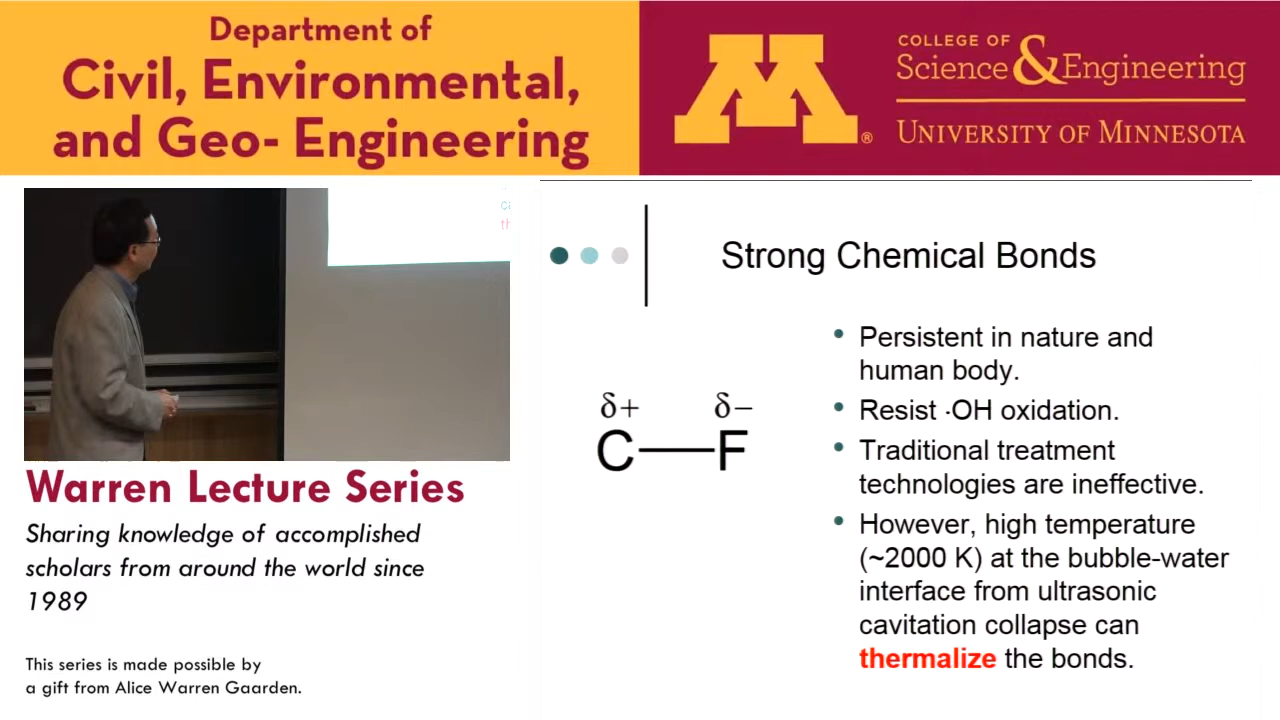 Department of
Civil, Environmental,
and Geo- Engineering
M®
COLLEGE OF
Science & Engineering
UNIVERSITY OF MINNESOTA
Warren Lecture Series
Sharing knowledge of accomplished
scholars from around the world since
1989
This series is made possible by
a gift from Alice Warren Gaarden.
Strong Chemical Bonds
δ+ δ−
C—F
• Persistent in nature and
human body.
• Resist ·OH oxidation.
• Traditional treatment
technologies are ineffective.
• However, high temperature
(~2000 K) at the bubble-water
interface from ultrasonic
cavitation collapse can
thermalize the bonds.